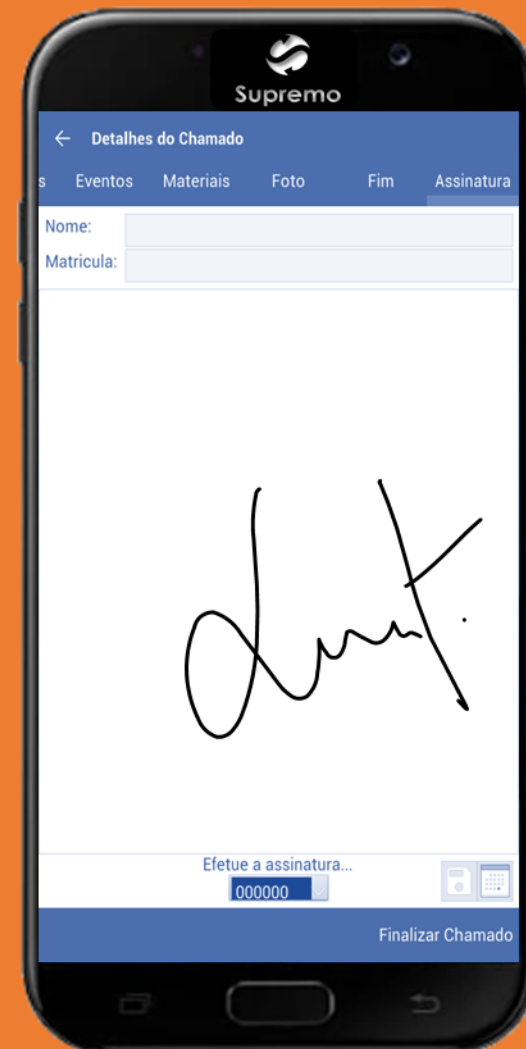 Supremo
Detalhes do Chamado
s Eventos Materiais Foto Fim Assinatura
Nome:
Matricula:
Efetue a assinatura...
000000
Finalizar Chamado